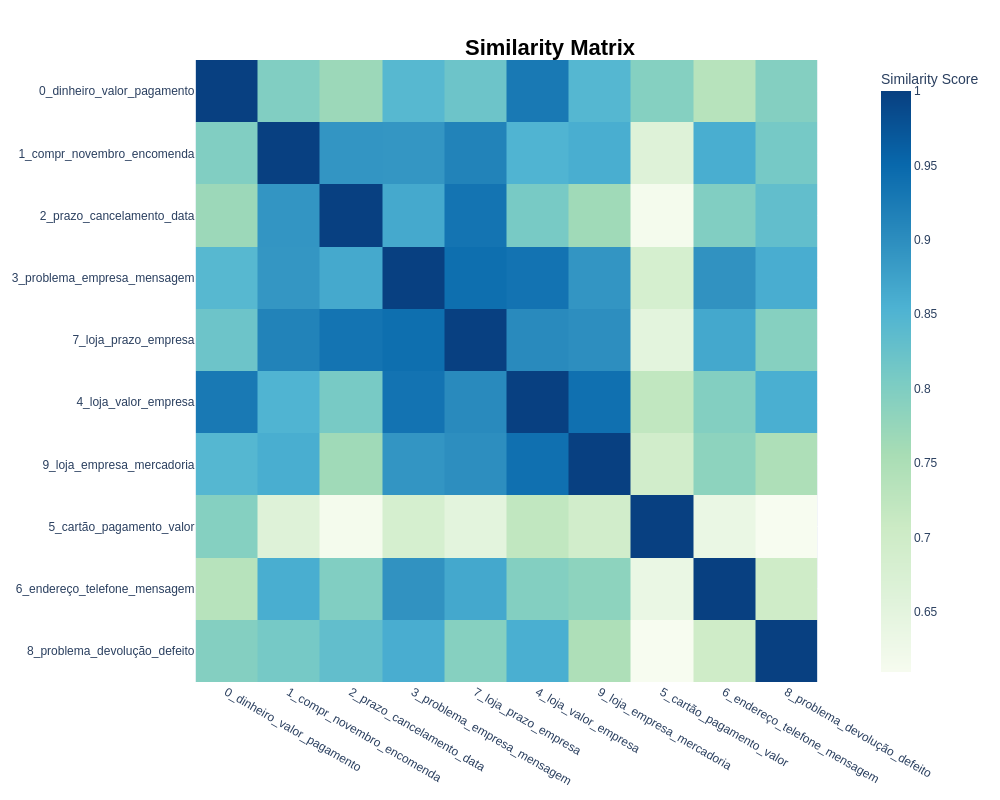 Similarity Matrix
Similarity Score
0_dinheiro_valor_pagamento
1_compr_novembro_encomenda
2_prazo_cancelamento_data
3_problema_empresa_mensagem
7_loja_prazo_empresa
4_loja_valor_empresa
9_loja_empresa_mercadoria
5_cartão_pagamento_valor
6_endereço_telefone_mensagem
8_problema_devolução_defeito
1
0.95
0.9
0.85
0.8
0.75
0.7
0.65
0_dinheiro_valor_pagamento
1_compr_novembro_encomenda
2_prazo_cancelamento_data
3_problema_empresa_mensagem
7_loja_prazo_empresa
4_loja_valor_empresa
9_loja_empresa_mercadoria
5_cartão_pagamento_valor
6_endereço_telefone_mensagem
8_problema_devolução_defeito